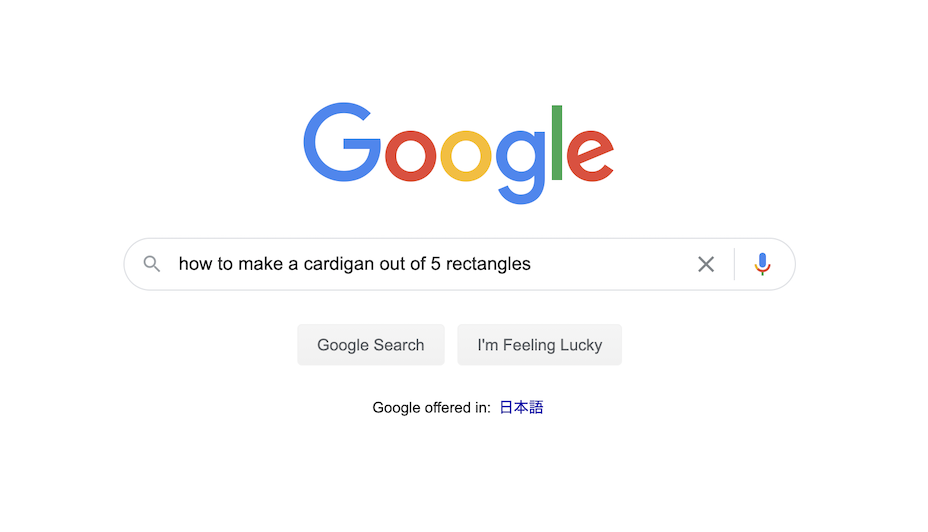 Google
how to make a cardigan out of 5 rectangles
Google Search
I'm Feeling Lucky
Google offered in: 日本語